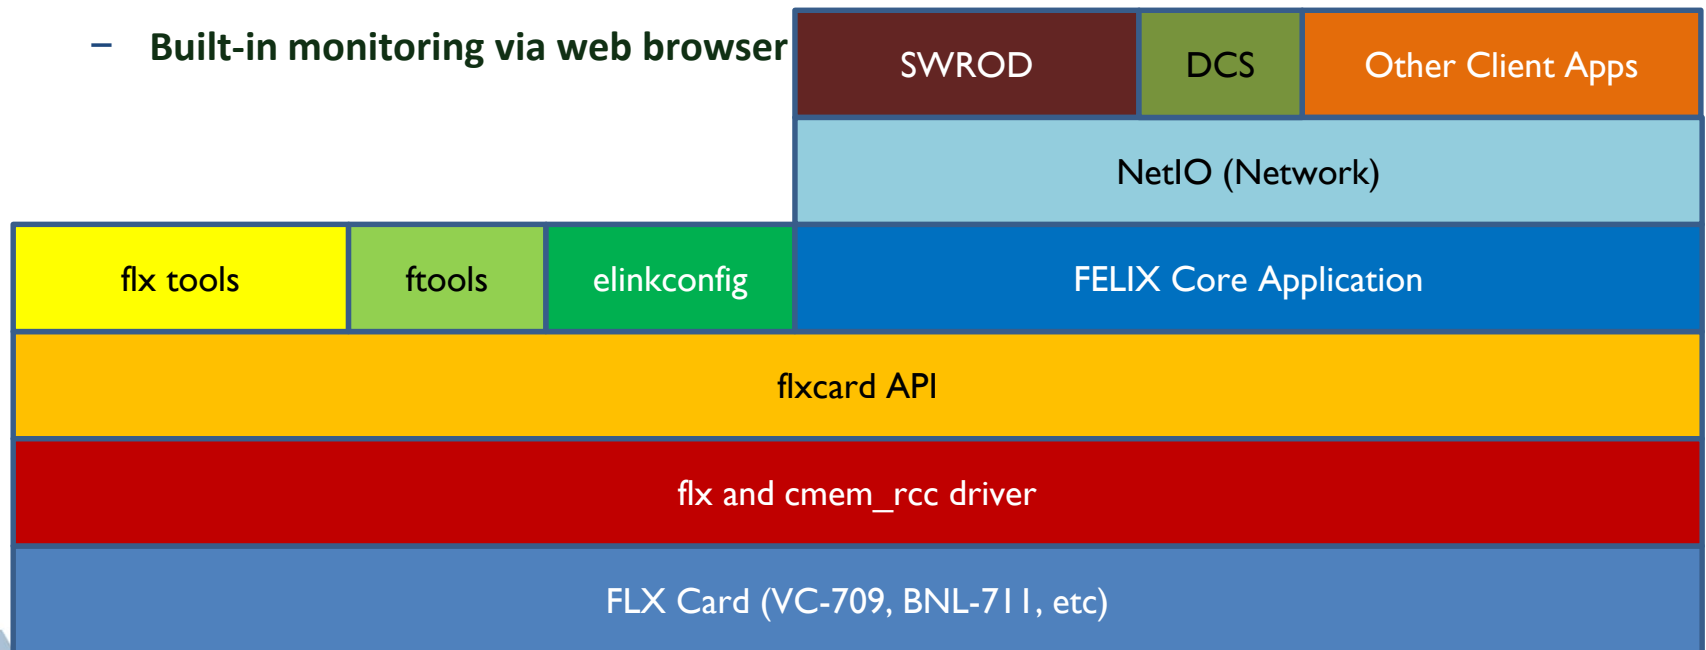 – Built-in monitoring via web browser
SWROD
DCS
Other Client Apps
NetIO (Network)
flx tools
ftools
elinkconfig
FELIX Core Application
flxcard API
flx and cmem_rcc driver
FLX Card (VC-709, BNL-711, etc)